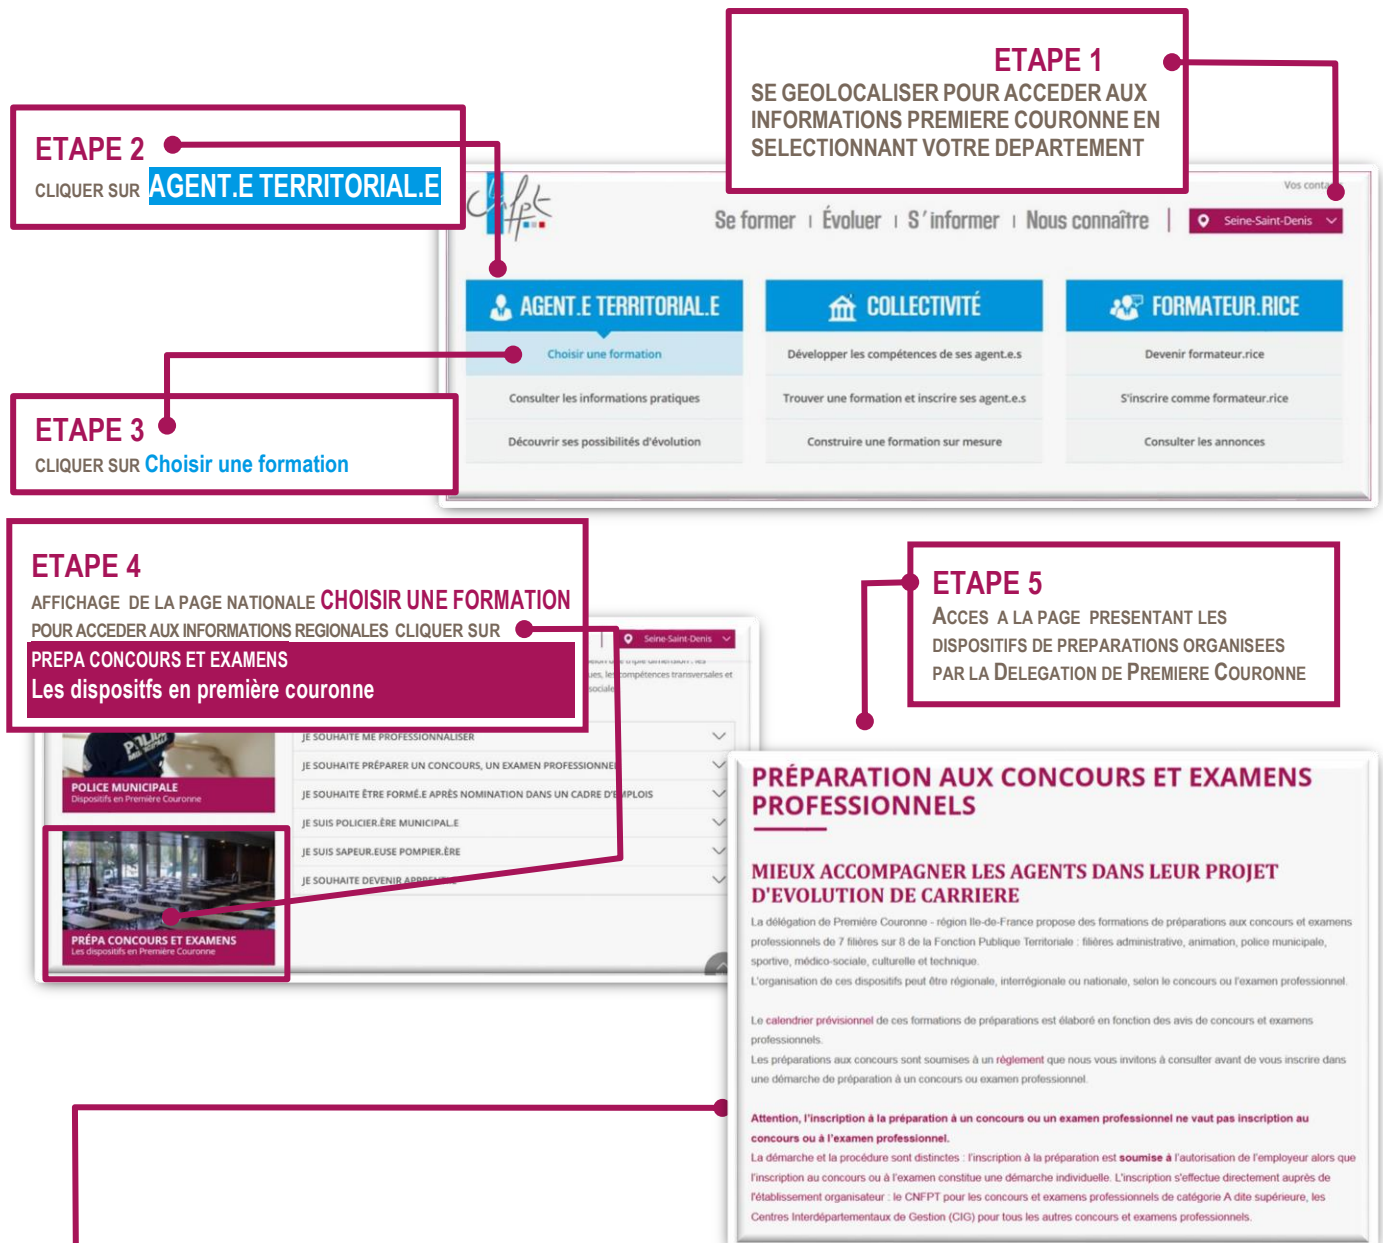 ETAPE 1
SE GEOLOCALISER POUR ACCEDER AUX
INFORMATIONS PREMIERE COURONNE EN
SELECTIONNANT VOTRE DEPARTEMENT
ETAPE 2
CLIQUER SUR AGENT.E TERRITORIAL.E
cnfpt
Se former | Évoluer | S'informer | Nous connaître
Seine-Saint-Denis
AGENT.E TERRITORIAL.E
Choisir une formation
Consulter les informations pratiques
Découvrir ses possibilités d'évolution
COLLECTIVITÉ
Développer les compétences de ses agent.e.s
Trouver une formation et inscrire ses agent.e.s
Construire une formation sur mesure
FORMATEUR.RICE
Devenir formateur.rice
S'inscrire comme formateur.rice
Consulter les annonces
ETAPE 3
CLIQUER SUR Choisir une formation
ETAPE 4
AFFICHAGE DE LA PAGE NATIONALE CHOISIR UNE FORMATION
POUR ACCEDER AUX INFORMATIONS REGIONALES CLIQUER SUR
PREPA CONCOURS ET EXAMENS
Les dispositfs en première couronne
Seine-Saint-Denis
compétences transversales et
POLICE MUNICIPALE
Dispositifs en Première Couronne
JE SOUHAITE ME PROFESSIONNALISER
JE SOUHAITE PRÉPARER UN CONCOURS, UN EXAMEN PROFESSIONNEL
JE SOUHAITE ÊTRE FORMÉ.E APRÈS NOMINATION DANS UN CADRE D'EMPLOIS
JE SUIS POLICIER.ÈRE MUNICIPAL.E
JE SUIS SAPEUR.EUSE POMPIER.ÈRE
JE SOUHAITE DEVENIR
PRÉPA CONCOURS ET EXAMENS
Les dispositifs en Première Couronne
ETAPE 5
ACCES A LA PAGE PRESENTANT LES
DISPOSITIFS DE PREPARATIONS ORGANISEES
PAR LA DELEGATION DE PREMIERE COURONNE
PRÉPARATION AUX CONCOURS ET EXAMENS
PROFESSIONNELS
MIEUX ACCOMPAGNER LES AGENTS DANS LEUR PROJET
D'EVOLUTION DE CARRIERE
La délégation de Première Couronne - région Ile-de-France propose des formations de préparations aux concours et examens
professionnels de 7 filières sur 8 de la Fonction Publique Territoriale : filières administrative, animation, police municipale,
sportive, médico-sociale, culturelle et technique.
L'organisation de ces dispositifs peut être régionale, interrégionale ou nationale, selon le concours ou l'examen professionnel.
Le calendrier prévisionnel de ces formations de préparations est élaboré en fonction des avis de concours et examens
professionnels.
Les préparations aux concours sont soumises à un règlement que nous vous invitons à consulter avant de vous inscrire dans
une démarche de préparation à un concours ou examen professionnel.
Attention, l'inscription à la préparation à un concours ou un examen professionnel ne vaut pas inscription au
concours ou à l'examen professionnel.
La démarche et la procédure sont distinctes : l'inscription à la préparation est soumise à l'autorisation de l'employeur alors que
l'inscription au concours ou à l'examen constitue une démarche individuelle. L'inscription s'effectue directement auprès de
l'établissement organisateur : le CNFPT pour les concours et examens professionnels de catégorie A dite supérieure, les
Centres Interdépartementaux de Gestion (CIG) pour tous les autres concours et examens professionnels.